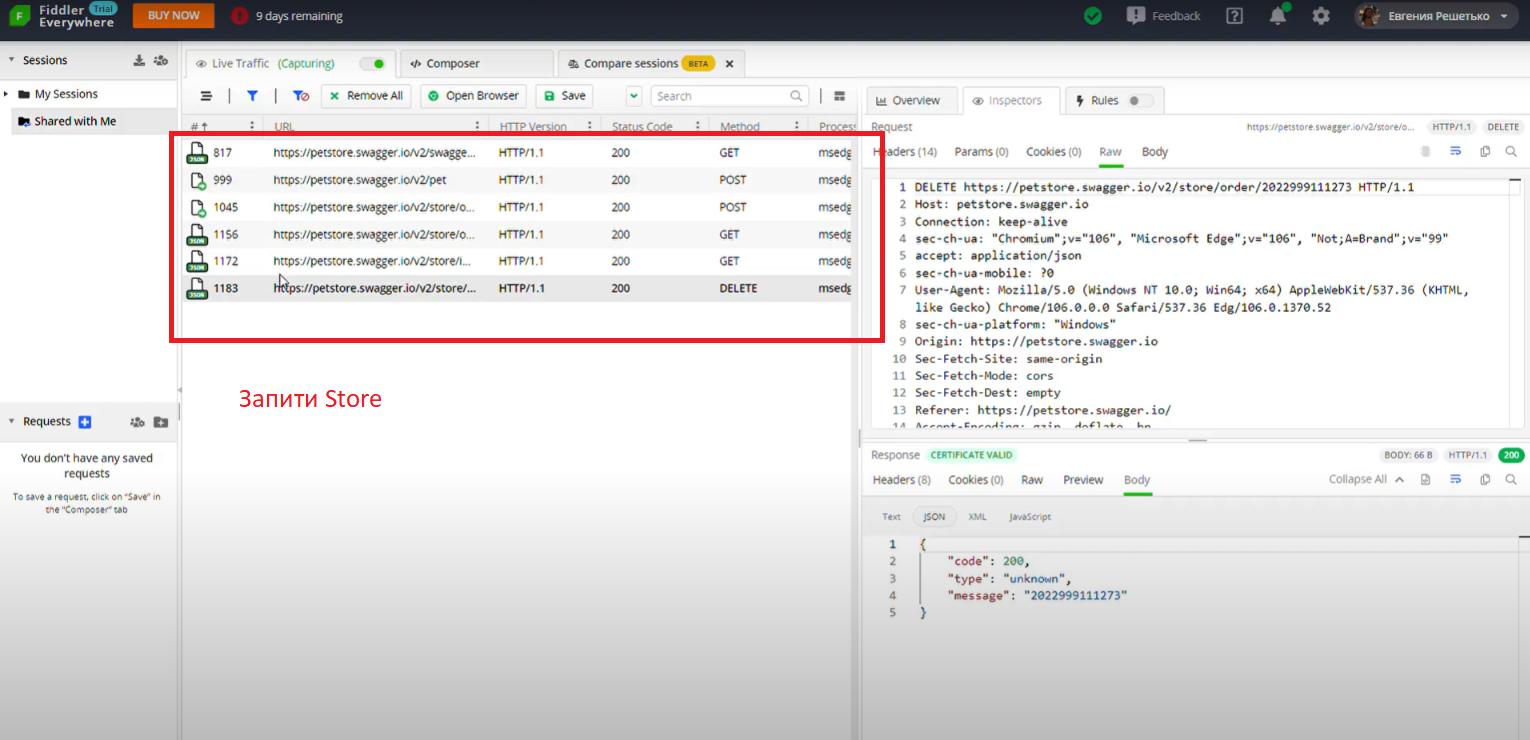 Fiddler Trial
Everywhere
BUY NOW
9 days remaining
Feedback
Евгения Решетько
Sessions
My Sessions
Shared with Me
Live Traffic (Capturing)
Composer
Compare sessions BETA
Remove All
Open Browser
Save
Search
# URL HTTP Version Status Code Method Process
817 https://petstore.swagger.io/v2/swagge... HTTP/1.1 200 GET msedg
999 https://petstore.swagger.io/v2/pet HTTP/1.1 200 POST msedg
1045 https://petstore.swagger.io/v2/store/o... HTTP/1.1 200 POST msedg
1156 https://petstore.swagger.io/v2/store/o... HTTP/1.1 200 GET msedg
1172 https://petstore.swagger.io/v2/store/i... HTTP/1.1 200 GET msedg
1183 https://petstore.swagger.io/v2/store/... HTTP/1.1 200 DELETE msedg
Запити Store
Requests
You don't have any saved
requests
To save a request, click on "Save" in
the "Composer" tab
Overview
Inspectors
Rules
Request https://petstore.swagger.io/v2/store/o... HTTP/1.1 DELETE
Headers (14) Params (0) Cookies (0) Raw Body
1 DELETE https://petstore.swagger.io/v2/store/order/2022999111273 HTTP/1.1
2 Host: petstore.swagger.io
3 Connection: keep-alive
4 sec-ch-ua: "Chromium";v="106", "Microsoft Edge";v="106", "Not;A=Brand";v="99"
5 accept: application/json
6 sec-ch-ua-mobile: ?0
7 User-Agent: Mozilla/5.0 (Windows NT 10.0; Win64; x64) AppleWebKit/537.36 (KHTML,
like Gecko) Chrome/106.0.0.0 Safari/537.36 Edg/106.0.1370.52
8 sec-ch-ua-platform: "Windows"
9 Origin: https://petstore.swagger.io
10 Sec-Fetch-Site: same-origin
11 Sec-Fetch-Mode: cors
12 Sec-Fetch-Dest: empty
13 Referer: https://petstore.swagger.io/
14 Accept-Encoding: gzip, deflate, br
Response CERTIFICATE VALID BODY: 66 B HTTP/1.1 200
Headers (8) Cookies (0) Raw Preview Body Collapse All
Text JSON XML JavaScript
1 {
2 "code": 200,
3 "type": "unknown",
4 "message": "2022999111273"
5 }